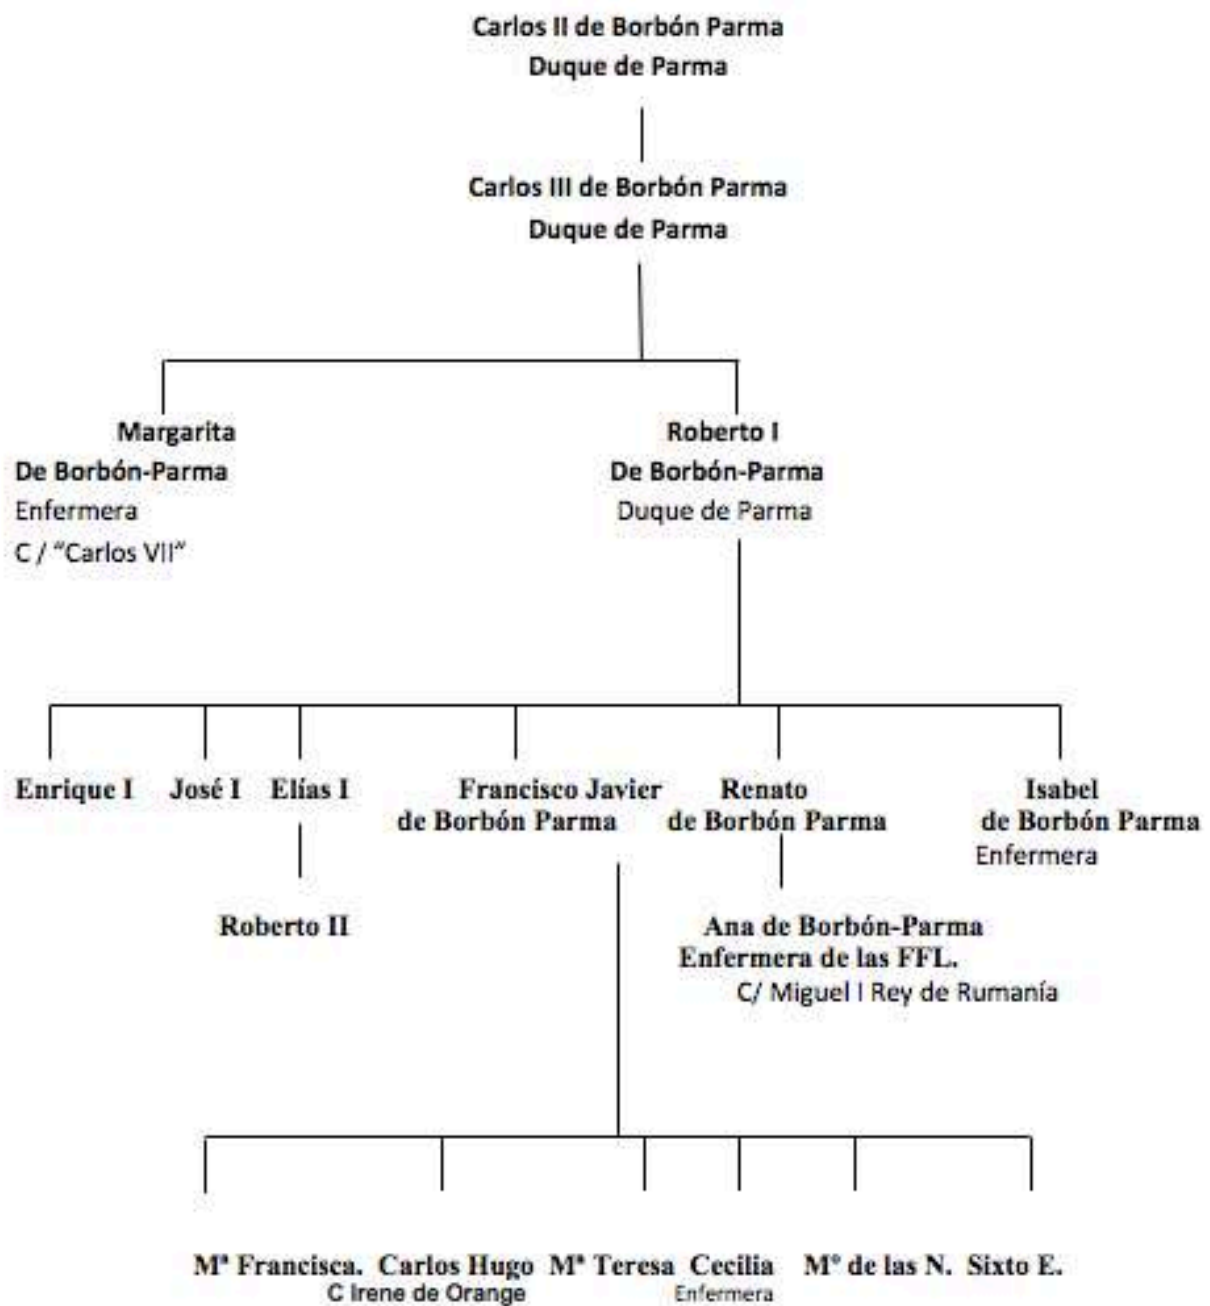 Carlos II de Borbón Parma
Duque de Parma
Carlos III de Borbón Parma
Duque de Parma
Margarita
De Borbón-Parma
Enfermera
C / “Carlos VII”
Roberto I
De Borbón-Parma
Duque de Parma
Enrique I José I Elías I Francisco Javier Renato Isabel
de Borbón Parma de Borbón Parma de Borbón Parma
Enfermera
Roberto II Ana de Borbón-Parma
Enfermera de las FFL.
C/ Miguel I Rey de Rumanía
Mª Francisca. Carlos Hugo Mª Teresa Cecilia Mº de las N. Sixto E.
C Irene de Orange Enfermera